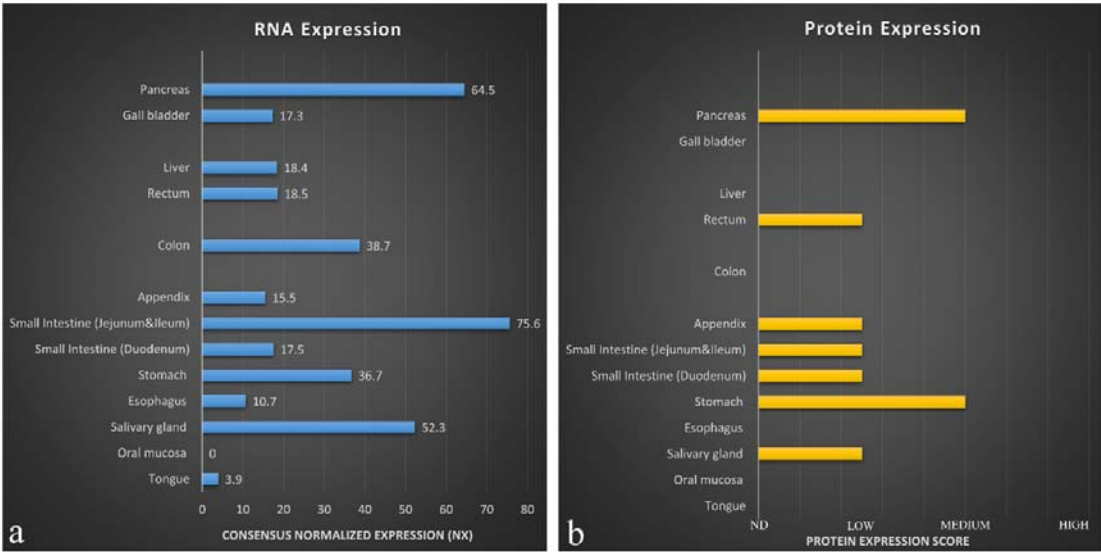 RNA Expression
Pancreas 64.5
Gall bladder 17.3
Liver 18.4
Rectum 18.5
Colon 38.7
Appendix 15.5
Small Intestine (Jejunum&Ileum) 75.6
Small Intestine (Duodenum) 17.5
Stomach 36.7
Esophagus 10.7
Salivary gland 52.3
Oral mucosa 0
Tongue 3.9
0 10 20 30 40 50 60 70 80
CONSENSUS NORMALIZED EXPRESSION (NX)
a
Protein Expression
Pancreas
Gall bladder
Liver
Rectum
Colon
Appendix
Small Intestine (Jejunum&Ileum)
Small Intestine (Duodenum)
Stomach
Esophagus
Salivary gland
Oral mucosa
Tongue
ND LOW MEDIUM HIGH
PROTEIN EXPRESSION SCORE
b